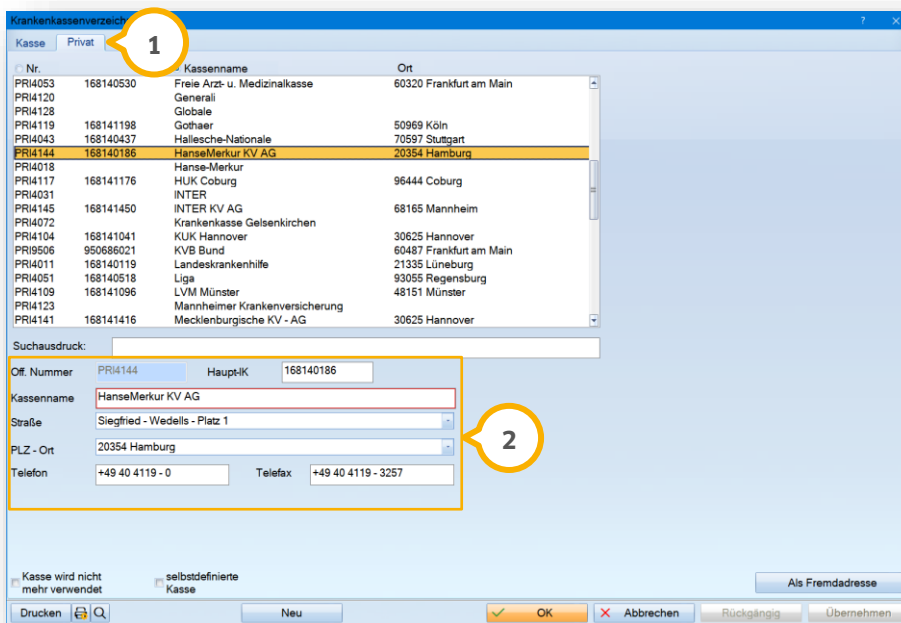 Krankenkassenverzeich
Kasse Privat 1
Nr. Kassenname Ort
PRI4053 168140530 Freie Arzt- u. Medizinalkasse 60320 Frankfurt am Main
PRI4120 Generali
PRI4128 Globale
PRI4119 168141198 Gothaer 50969 Köln
PRI4043 168140437 Hallesche-Nationale 70597 Stuttgart
PRI4144 168140186 HanseMerkur KV AG 20354 Hamburg
PRI4018 Hanse-Merkur
PRI4117 168141176 HUK Coburg 96444 Coburg
PRI4031 INTER
PRI4145 168141450 INTER KV AG 68165 Mannheim
PRI4072 Krankenkasse Gelsenkirchen
PRI4104 168141041 KUK Hannover 30625 Hannover
PRI9506 950686021 KVB Bund 60487 Frankfurt am Main
PRI4011 168140119 Landeskrankenhilfe 21335 Lüneburg
PRI4051 168140518 Liga 93055 Regensburg
PRI4109 168141096 LVM Münster 48151 Münster
PRI4123 Mannheimer Krankenversicherung
PRI4141 168141416 Mecklenburgische KV - AG 30625 Hannover
Suchausdruck:
Off. Nummer PRI4144 Haupt-IK 168140186
Kassenname HanseMerkur KV AG
Straße Siegfried - Wedells - Platz 1
2
PLZ - Ort 20354 Hamburg
Telefon +49 40 4119 - 0 Telefax +49 40 4119 - 3257
Kasse wird nicht mehr verwendet
selbstdefinierte Kasse
Als Fremdadresse
Drucken Neu OK Abbrechen Rückgängig Übernehmen